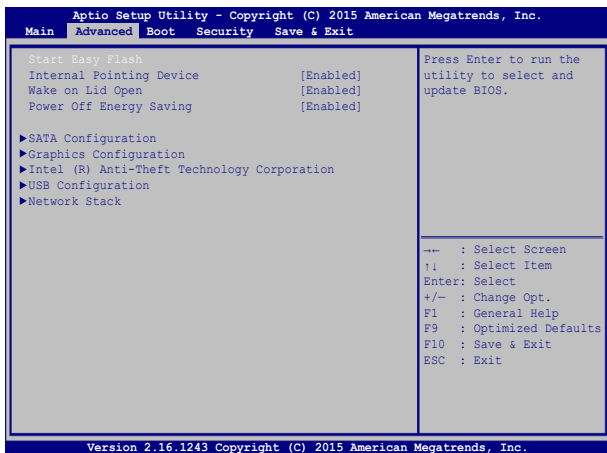 Aptio Setup Utility - Copyright (C) 2015 American Megatrends, Inc.
Main Advanced Boot Security Save & Exit
Start Easy Flash
Internal Pointing Device [Enabled]
Wake on Lid Open [Enabled]
Power Off Energy Saving [Enabled]
▶SATA Configuration
▶Graphics Configuration
▶Intel (R) Anti-Theft Technology Corporation
▶USB Configuration
▶Network Stack
Press Enter to run the
utility to select and
update BIOS.
→← : Select Screen
↑↓ : Select Item
Enter: Select
+/— : Change Opt.
F1 : General Help
F9 : Optimized Defaults
F10 : Save & Exit
ESC : Exit
Version 2.16.1243 Copyright (C) 2015 American Megatrends, Inc.